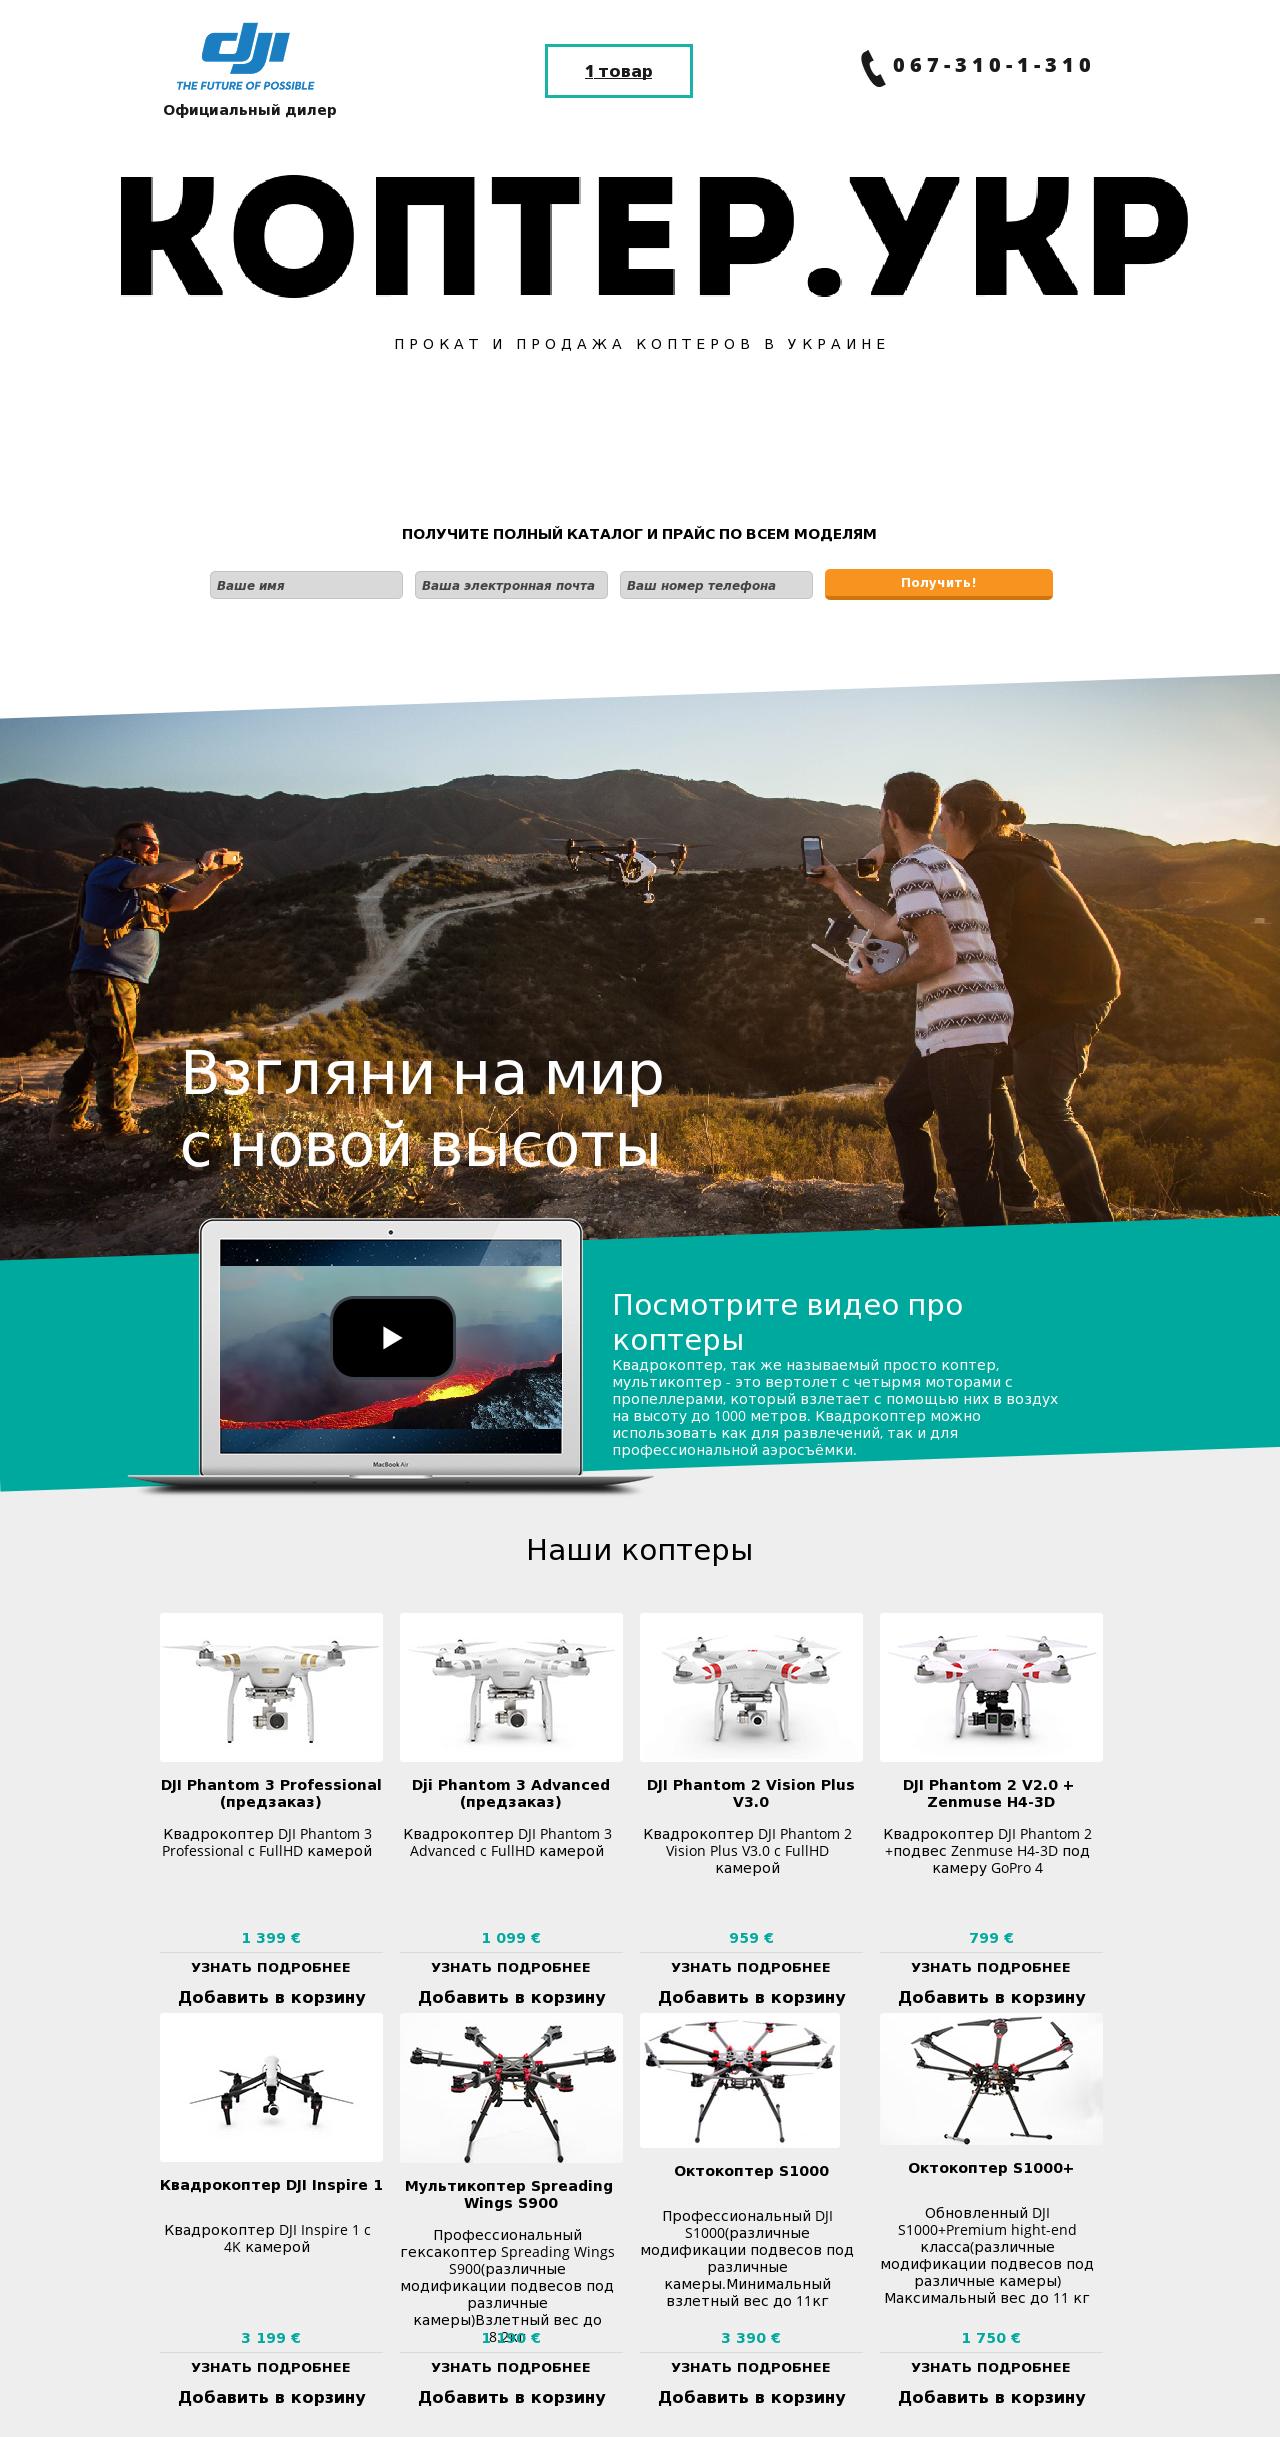 dji
THE FUTURE OF POSSIBLE
Официальный дилер
1 товар
067-310-1-310
КОПТЕР.УКР
ПРОКАТ И ПРОДАЖА КОПТЕРОВ В УКРАИНЕ
ПОЛУЧИТЕ ПОЛНЫЙ КАТАЛОГ И ПРАЙС ПО ВСЕМ МОДЕЛЯМ
Ваше имя
Ваша электронная почта
Ваш номер телефона
Получить!
Взгляни на мир
с новой высоты
MacBook Air
Посмотрите видео про
коптеры
Квадрокоптер, так же называемый просто коптер,
мультикоптер - это вертолет с четырмя моторами с
пропеллерами, который взлетает с помощью них в воздух
на высоту до 1000 метров. Квадрокоптер можно
использовать как для развлечений, так и для
профессиональной аэросъёмки.
Наши коптеры
DJI Phantom 3 Professional
(предзаказ)
Квадрокоптер DJI Phantom 3
Professional с FullHD камерой
1 399 €
УЗНАТЬ ПОДРОБНЕЕ
Добавить в корзину
Dji Phantom 3 Advanced
(предзаказ)
Квадрокоптер DJI Phantom 3
Advanced с FullHD камерой
1 099 €
УЗНАТЬ ПОДРОБНЕЕ
Добавить в корзину
DJI Phantom 2 Vision Plus
V3.0
Квадрокоптер DJI Phantom 2
Vision Plus V3.0 с FullHD
камерой
959 €
УЗНАТЬ ПОДРОБНЕЕ
Добавить в корзину
DJI Phantom 2 V2.0 +
Zenmuse H4-3D
Квадрокоптер DJI Phantom 2
+подвес Zenmuse H4-3D под
камеру GoPro 4
799 €
УЗНАТЬ ПОДРОБНЕЕ
Добавить в корзину
Квадрокоптер DJI Inspire 1
Квадрокоптер DJI Inspire 1 с
4K камерой
3 199 €
УЗНАТЬ ПОДРОБНЕЕ
Добавить в корзину
Мультикоптер Spreading
Wings S900
Профессиональный
гексакоптер Spreading Wings
S900(различные
модификации подвесов под
различные
камеры)Взлетный вес до
УЗНАТЬ ПОДРОБНЕЕ
Добавить в корзину
Октокоптер S1000
Профессиональный DJI
S1000(различные
модификации подвесов под
различные
камеры.Минимальный
взлетный вес до 11кг
3 390 €
УЗНАТЬ ПОДРОБНЕЕ
Добавить в корзину
Октокоптер S1000+
Обновленный DJI
S1000+Premium hight-end
класса(различные
модификации подвесов под
различные камеры)
Максимальный вес до 11 кг
1 750 €
УЗНАТЬ ПОДРОБНЕЕ
Добавить в корзину